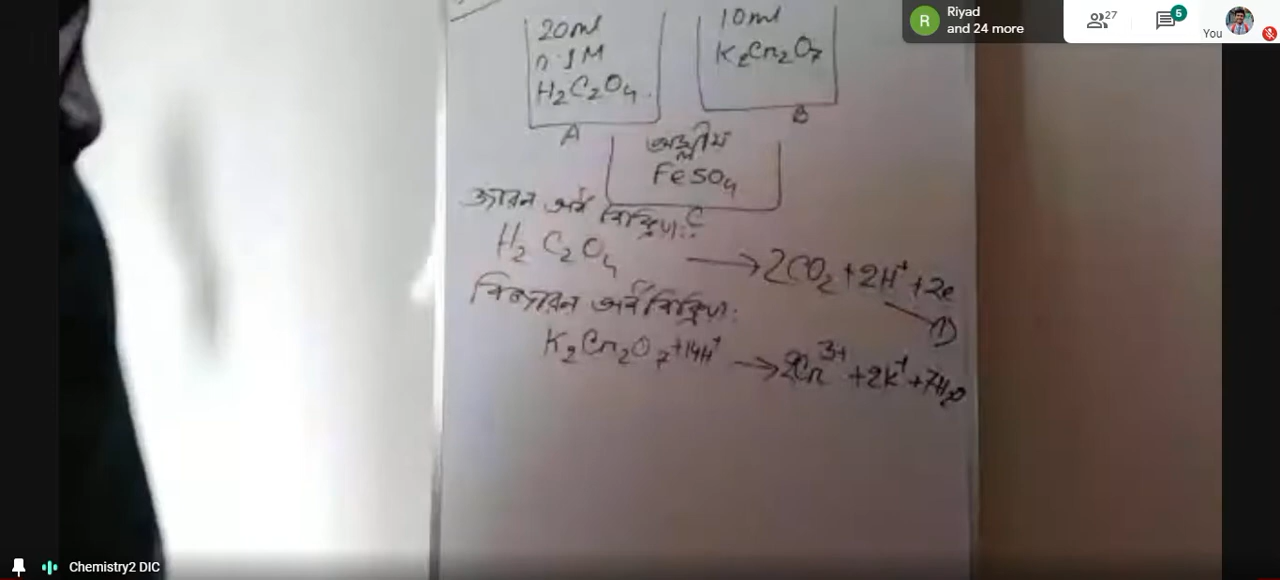 Riyad
and 24 more
27
5
You
20ml
0.1M
H₂C₂O₄.
A
10ml
K₂Cr₂O₇
B
অম্লীয়
FeSO₄
C
জারন অর্ধ বিক্রিয়া:
H₂C₂O₄ → 2CO₂ + 2H⁺ + 2e
(1)
বিজারন অর্ধ বিক্রিয়া:
K₂Cr₂O₇ + 14H⁺ → 2Cr³⁺ + 2K⁺ + 7H₂O
Chemistry2 DIC